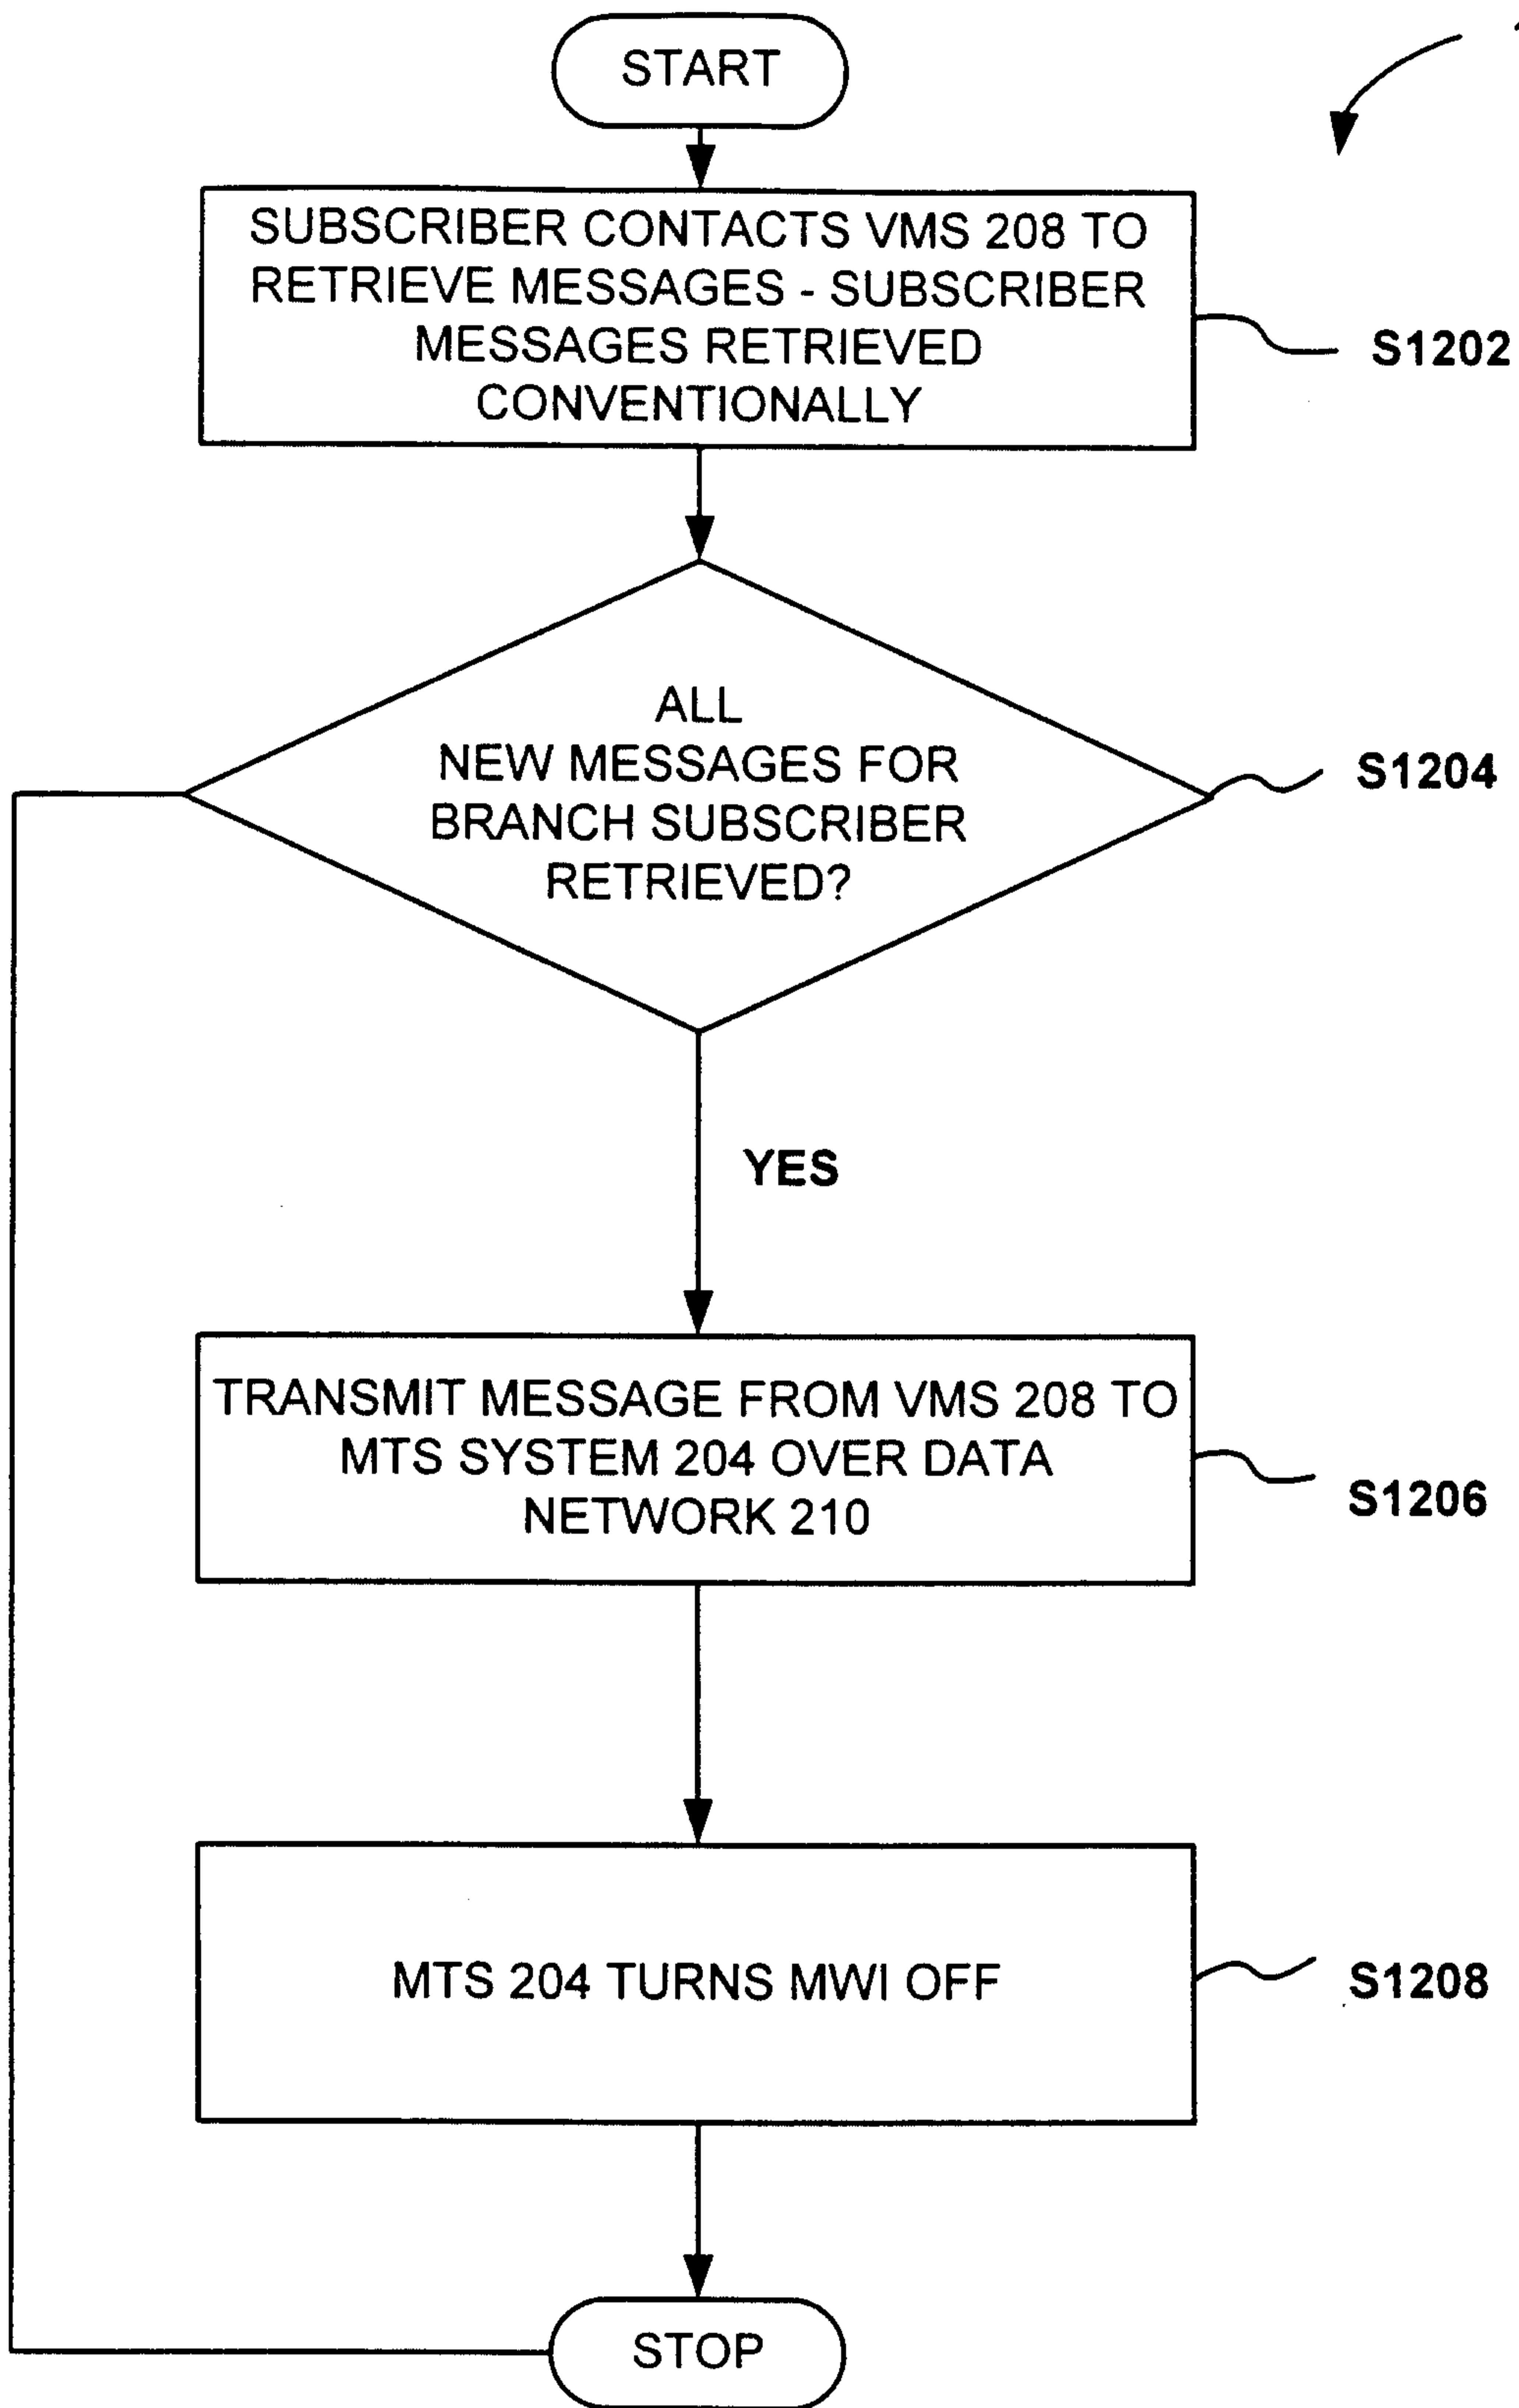 START
SUBSCRIBER CONTACTS VMS 208 TO
RETRIEVE MESSAGES - SUBSCRIBER
MESSAGES RETRIEVED
CONVENTIONALLY
S1202
ALL
NEW MESSAGES FOR
BRANCH SUBSCRIBER
RETRIEVED?
S1204
YES
TRANSMIT MESSAGE FROM VMS 208 TO
MTS SYSTEM 204 OVER DATA
NETWORK 210
S1206
MTS 204 TURNS MWI OFF
S1208
STOP